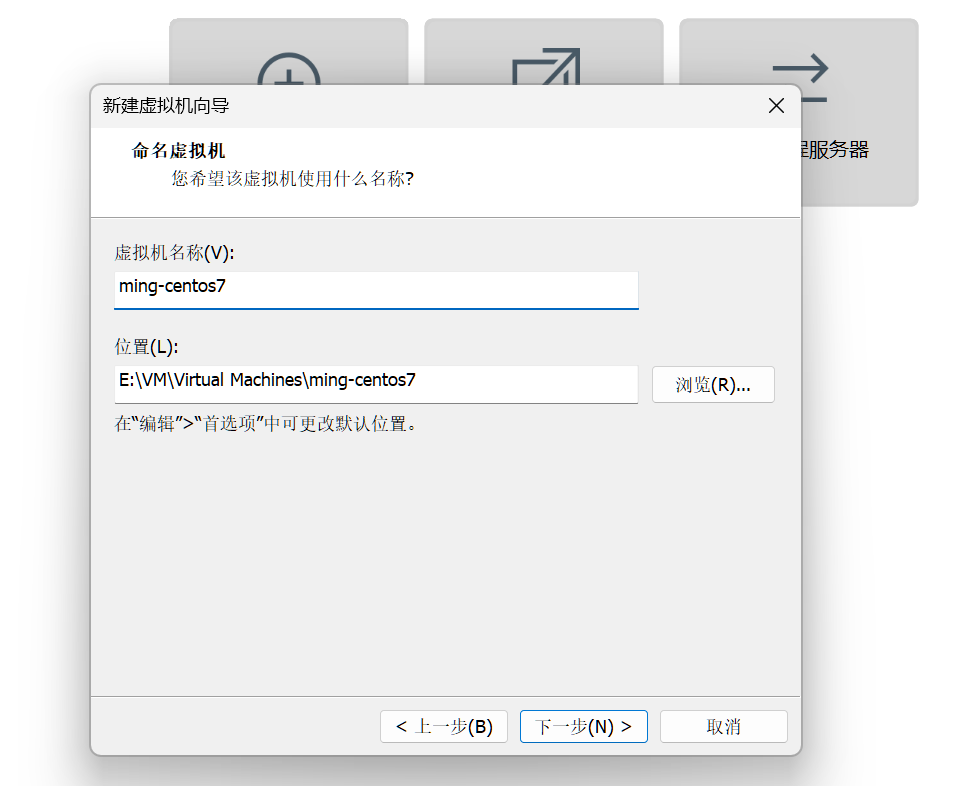 新建虚拟机向导
命名虚拟机
您希望该虚拟机使用什么名称?
程服务器
虚拟机名称(V):
ming-centos7
位置(L):
E:\VM\Virtual Machines\ming-centos7
浏览(R)...
在“编辑”>“首选项”中可更改默认位置。
< 上一步(B)
下一步(N) >
取消